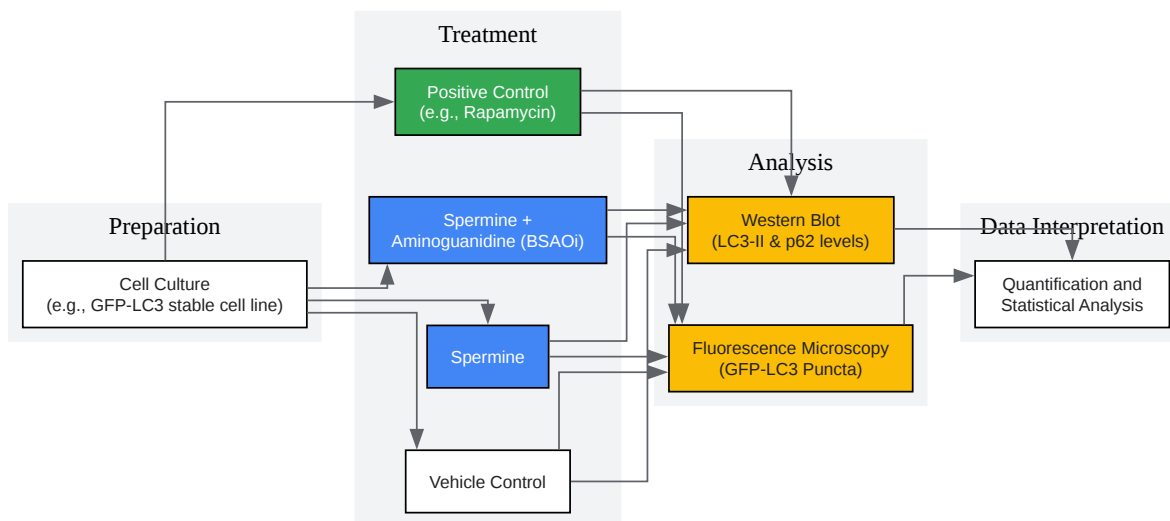 Preparation
Cell Culture
(e.g., GFP-LC3 stable cell line)
Treatment
Positive Control
(e.g., Rapamycin)
Spermine +
Aminoguanidine (BSAOi)
Spermine
Vehicle Control
Analysis
Western Blot
(LC3-II & p62 levels)
Fluorescence Microscopy
(GFP-LC3 Puncta)
Data Interpretation
Quantification and
Statistical Analysis